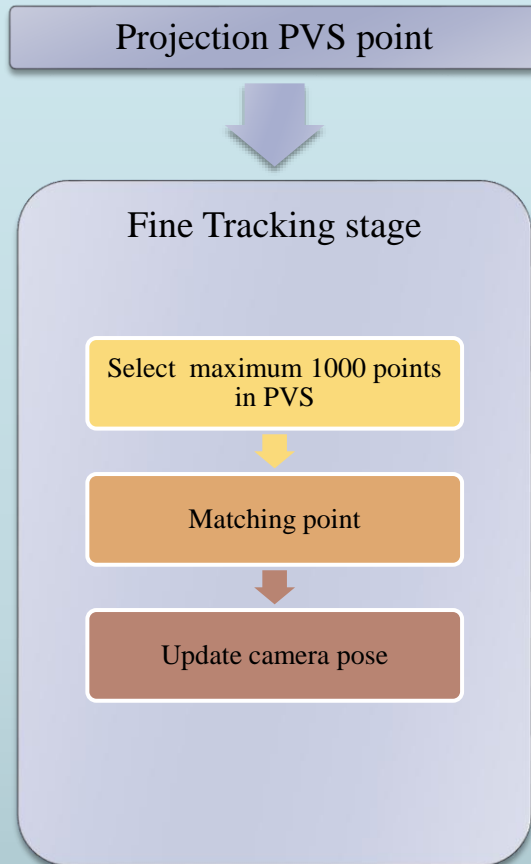 Projection PVS point
Fine Tracking stage
Select  maximum 1000 points
in PVS
Matching point
Update camera pose